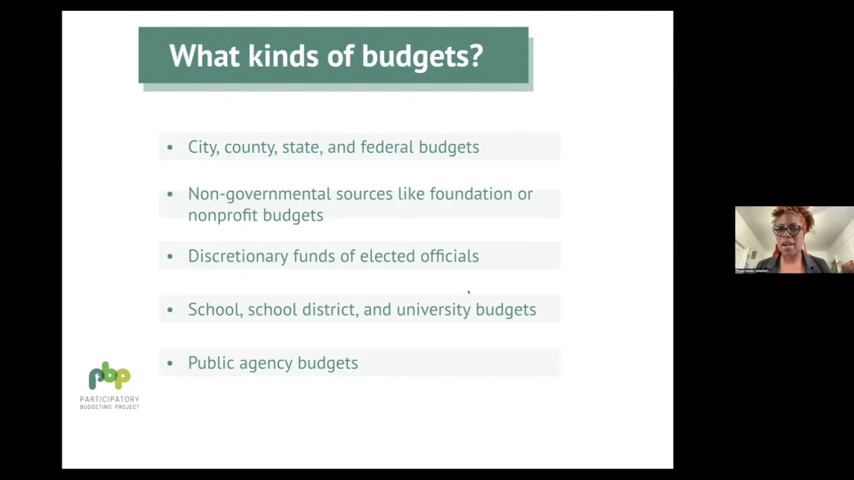 What kinds of budgets?
• City, county, state, and federal budgets
• Non-governmental sources like foundation or
nonprofit budgets
• Discretionary funds of elected officials
• School, school district, and university budgets
• Public agency budgets
pbp
PARTICIPATORY
BUDGETING PROJECT